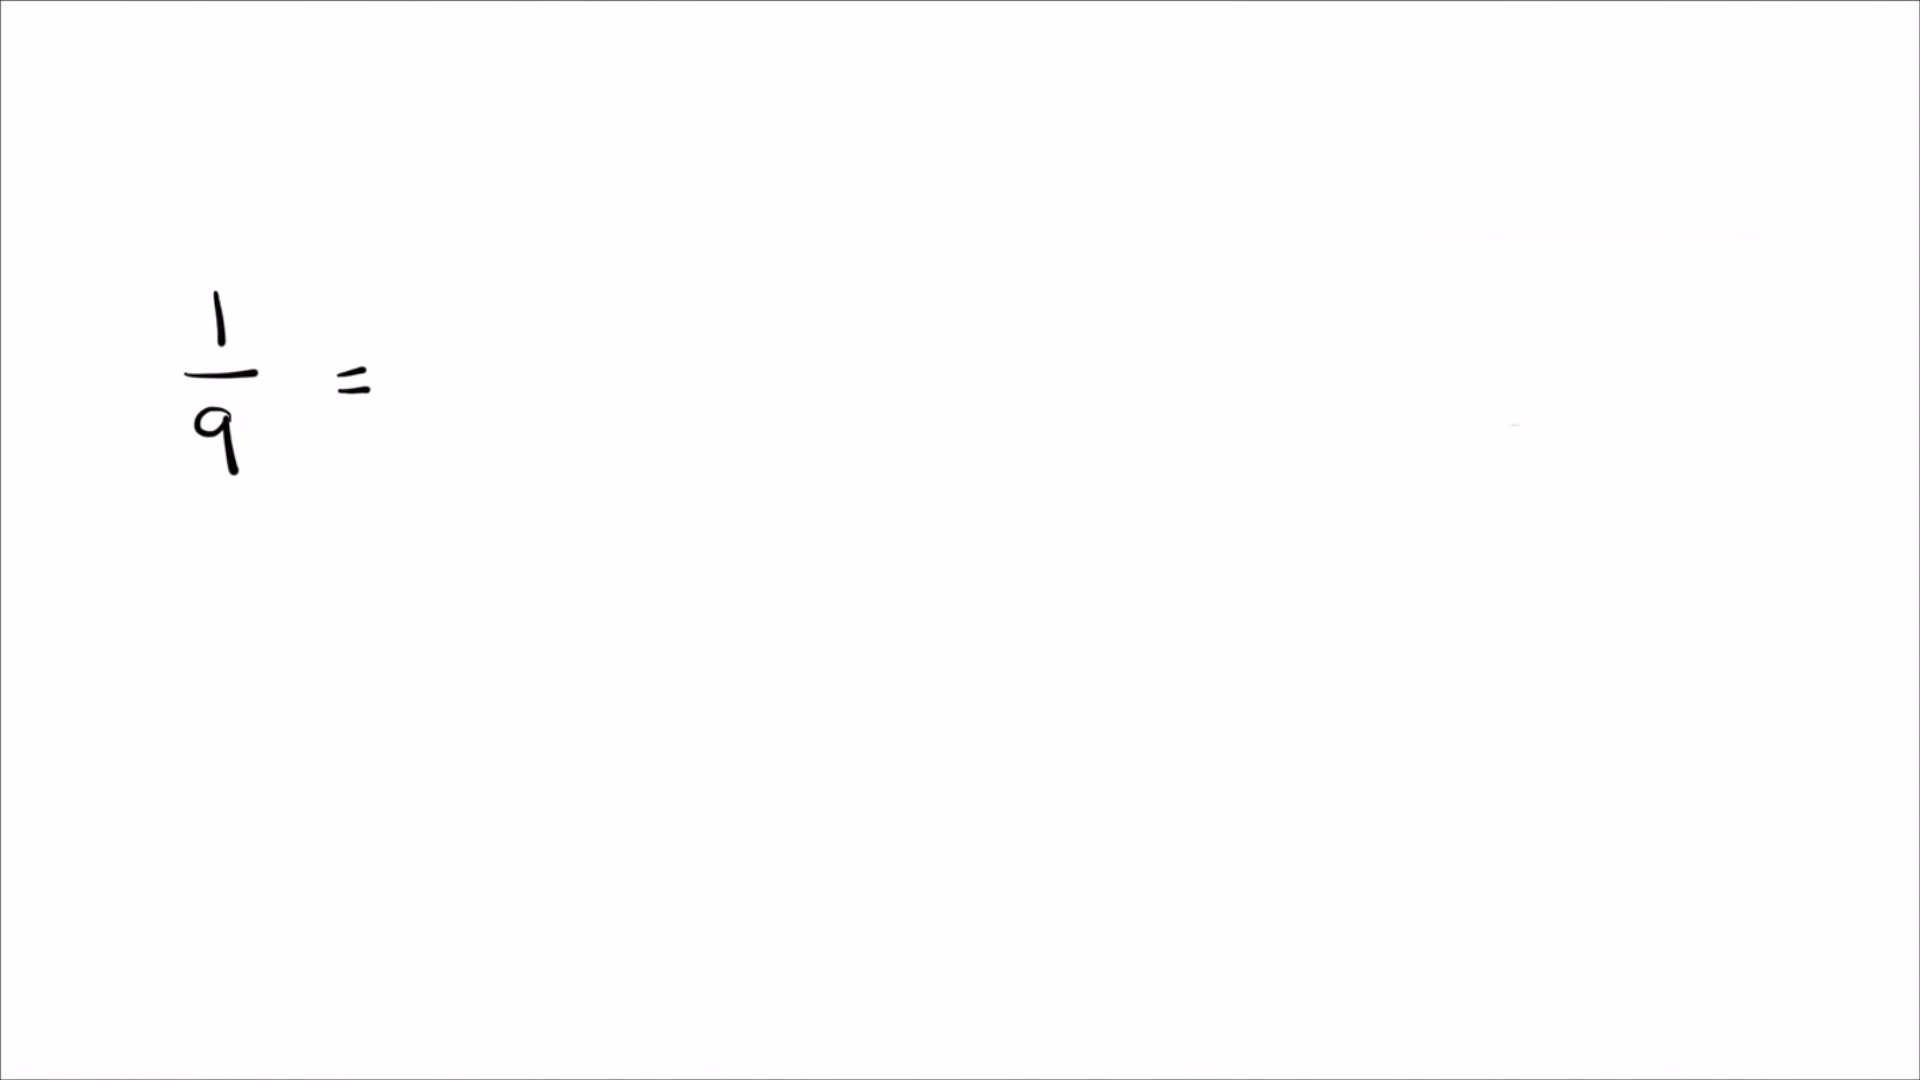 1/9 =